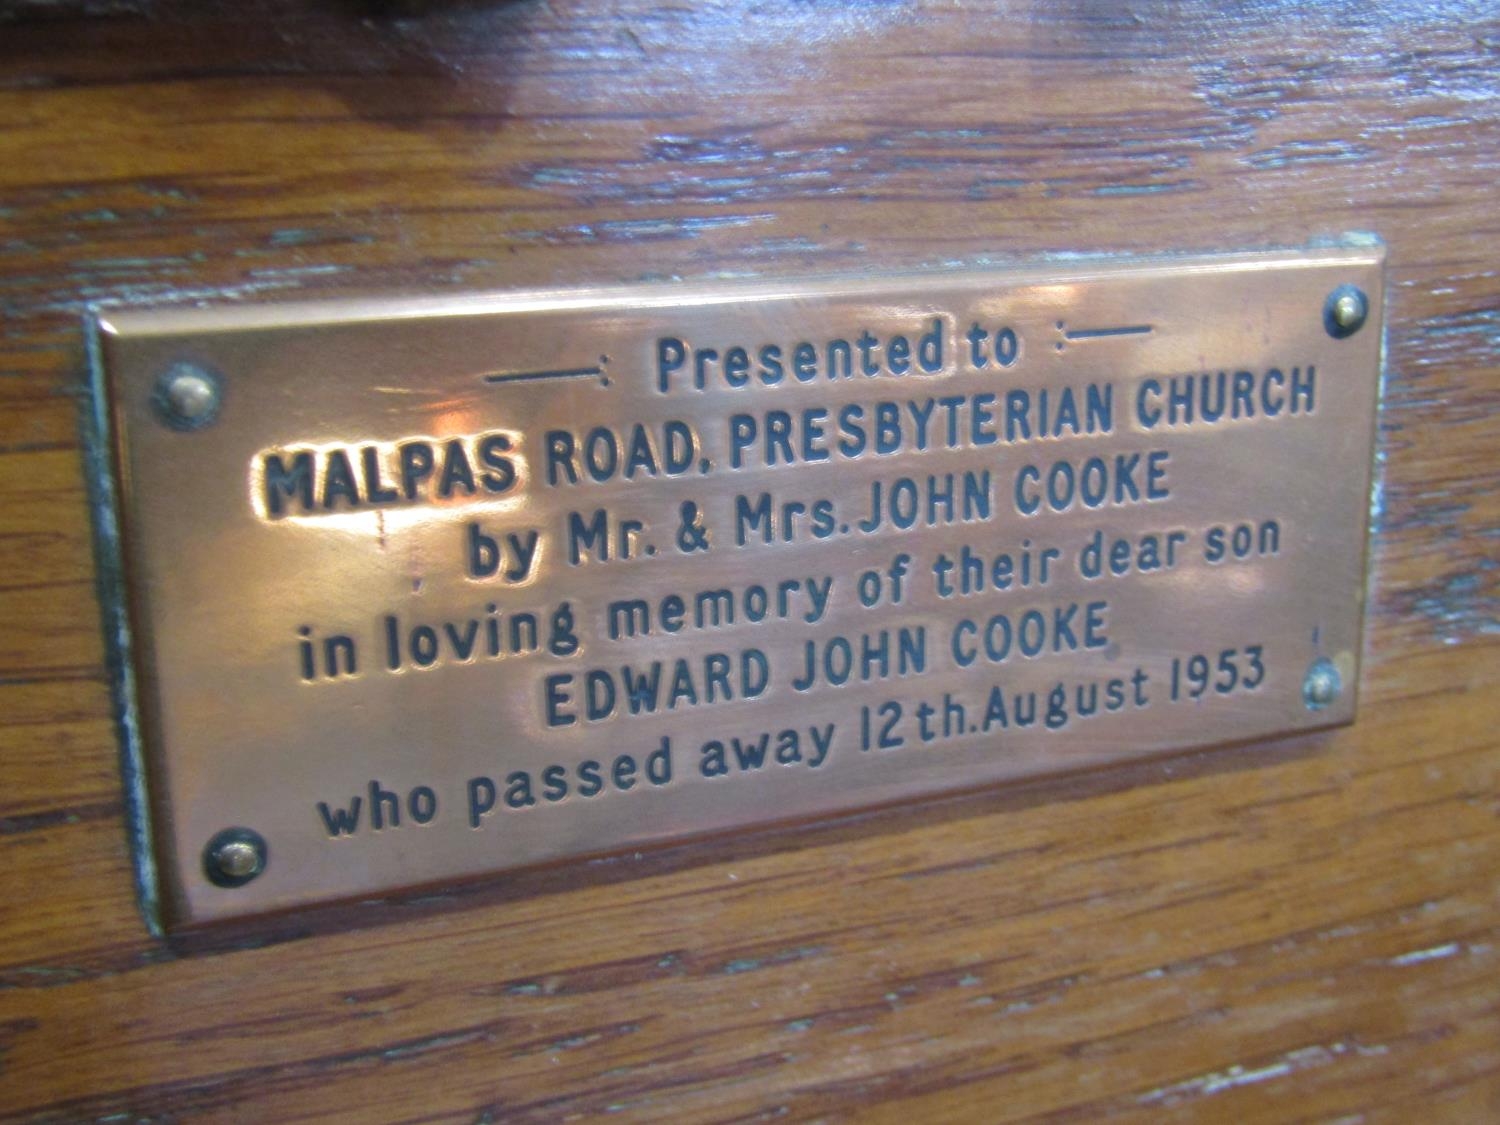 Presented to
MALPAS ROAD, PRESBYTERIAN CHURCH
by Mr. & Mrs. JOHN COOKE
in loving memory of their dear son
EDWARD JOHN COOKE
who passed away 12th. August 1953